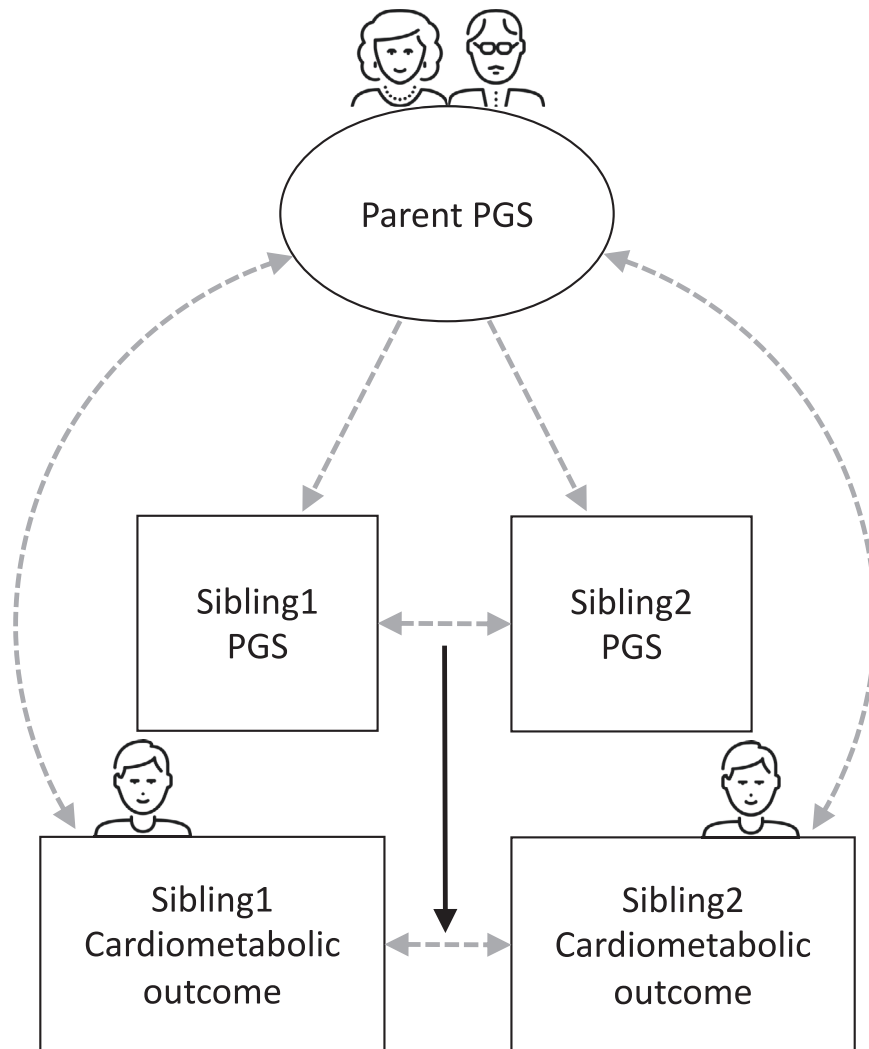 Parent PGS
Sibling1
PGS
Sibling2
PGS
Sibling1
Cardiometabolic
outcome
Sibling2
Cardiometabolic
outcome